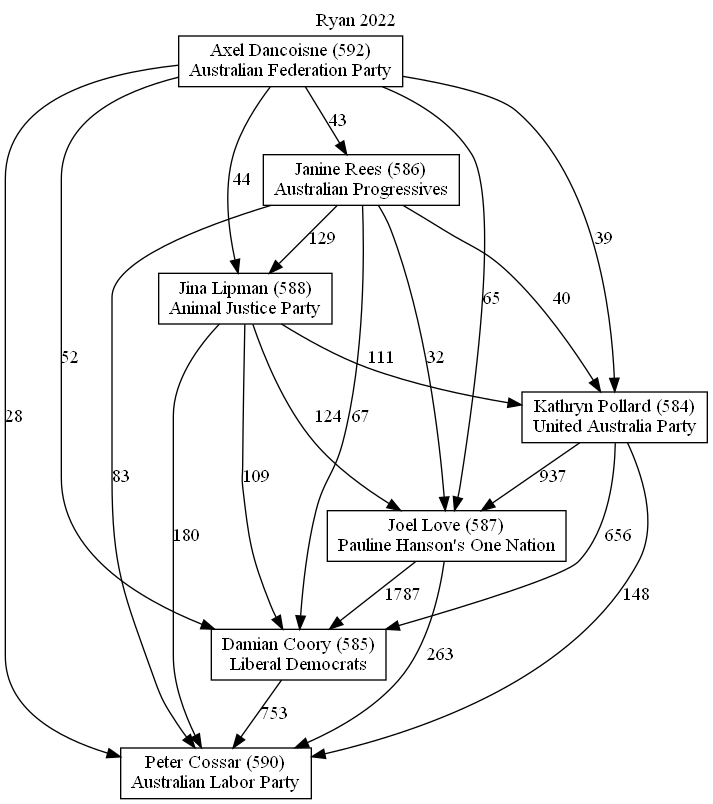 Ryan 2022
Axel Dancoisne (592)
Australian Federation Party
43
Janine Rees (586)
Australian Progressives
44
129
39
Jina Lipman (588)
Animal Justice Party
65
40
52
111
32
28
124
67
Kathryn Pollard (584)
United Australia Party
83
109
937
180
Joel Love (587)
Pauline Hanson's One Nation
656
1787
148
Damian Coory (585)
Liberal Democrats
263
753
Peter Cossar (590)
Australian Labor Party